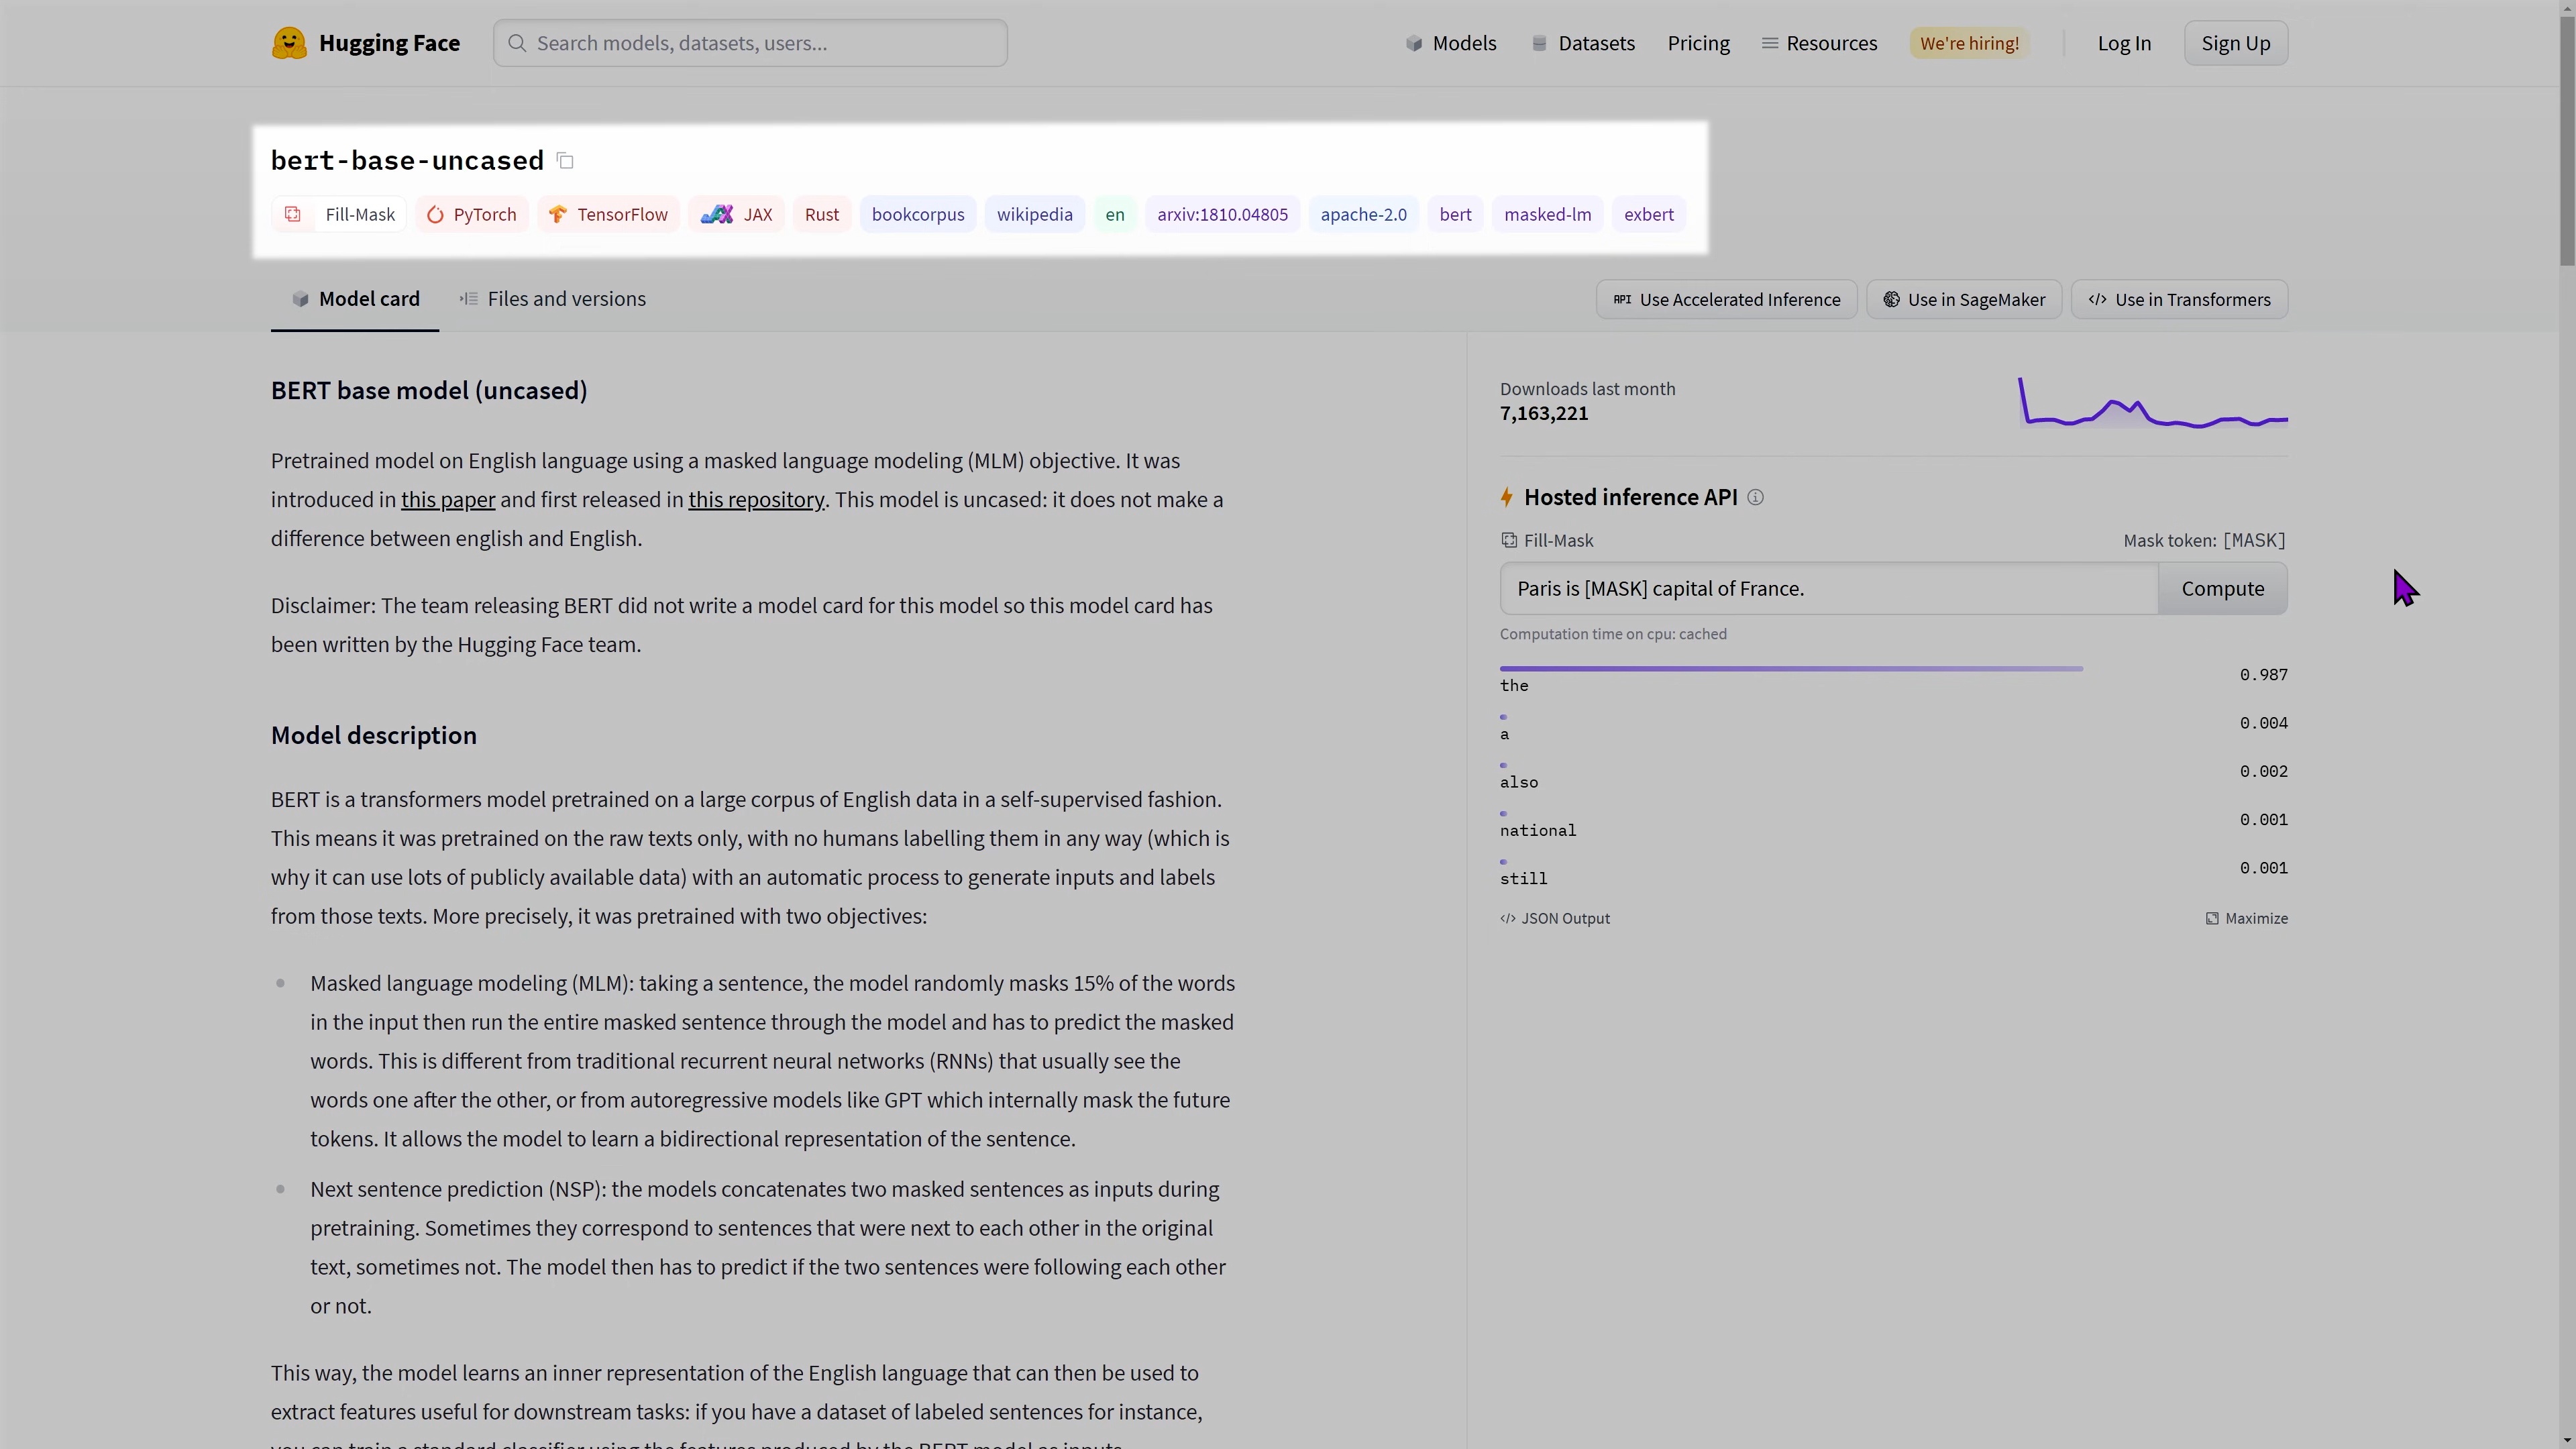 Hugging Face
Search models, datasets, users...
Models
Datasets
Pricing
Resources
We're hiring!
Log In
Sign Up
bert-base-uncased
Fill-Mask
PyTorch
TensorFlow
JAX
Rust
bookcorpus
wikipedia
en
arxiv:1810.04805
apache-2.0
bert
masked-lm
exbert
Model card
Files and versions
API Use Accelerated Inference
Use in SageMaker
</> Use in Transformers
BERT base model (uncased)
Pretrained model on English language using a masked language modeling (MLM) objective. It was
introduced in this paper and first released in this repository. This model is uncased: it does not make a
difference between english and English.
Disclaimer: The team releasing BERT did not write a model card for this model so this model card has
been written by the Hugging Face team.
Model description
BERT is a transformers model pretrained on a large corpus of English data in a self-supervised fashion.
This means it was pretrained on the raw texts only, with no humans labelling them in any way (which is
why it can use lots of publicly available data) with an automatic process to generate inputs and labels
from those texts. More precisely, it was pretrained with two objectives:
Masked language modeling (MLM): taking a sentence, the model randomly masks 15% of the words
in the input then run the entire masked sentence through the model and has to predict the masked
words. This is different from traditional recurrent neural networks (RNNs) that usually see the
words one after the other, or from autoregressive models like GPT which internally mask the future
tokens. It allows the model to learn a bidirectional representation of the sentence.
Next sentence prediction (NSP): the models concatenates two masked sentences as inputs during
pretraining. Sometimes they correspond to sentences that were next to each other in the original
text, sometimes not. The model then has to predict if the two sentences were following each other
or not.
This way, the model learns an inner representation of the English language that can then be used to
extract features useful for downstream tasks: if you have a dataset of labeled sentences for instance,
you can train a standard classifier using the features produced by the BERT model as inputs.
Downloads last month
7,163,221
Hosted inference API
Fill-Mask
Mask token: [MASK]
Paris is [MASK] capital of France.
Compute
Computation time on cpu: cached
the 0.987
a 0.004
also 0.002
national 0.001
still 0.001
</> JSON Output
Maximize